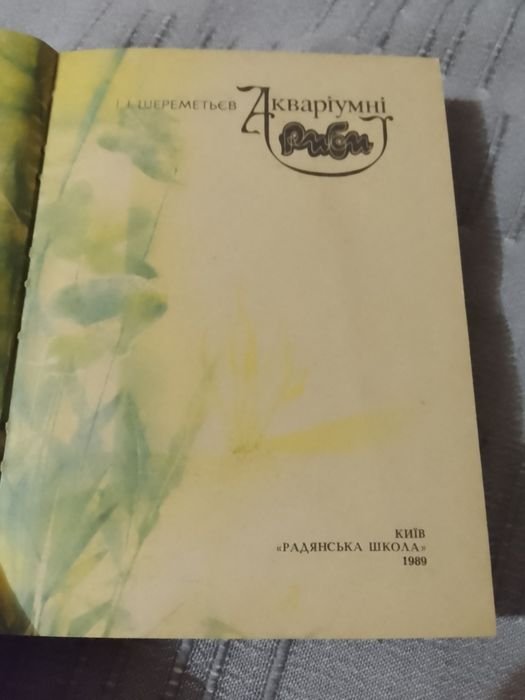 І. І. ШЕРЕМЕТЬЄВ
Акваріумні
риби
КИЇВ
«РАДЯНСЬКА ШКОЛА»
1989